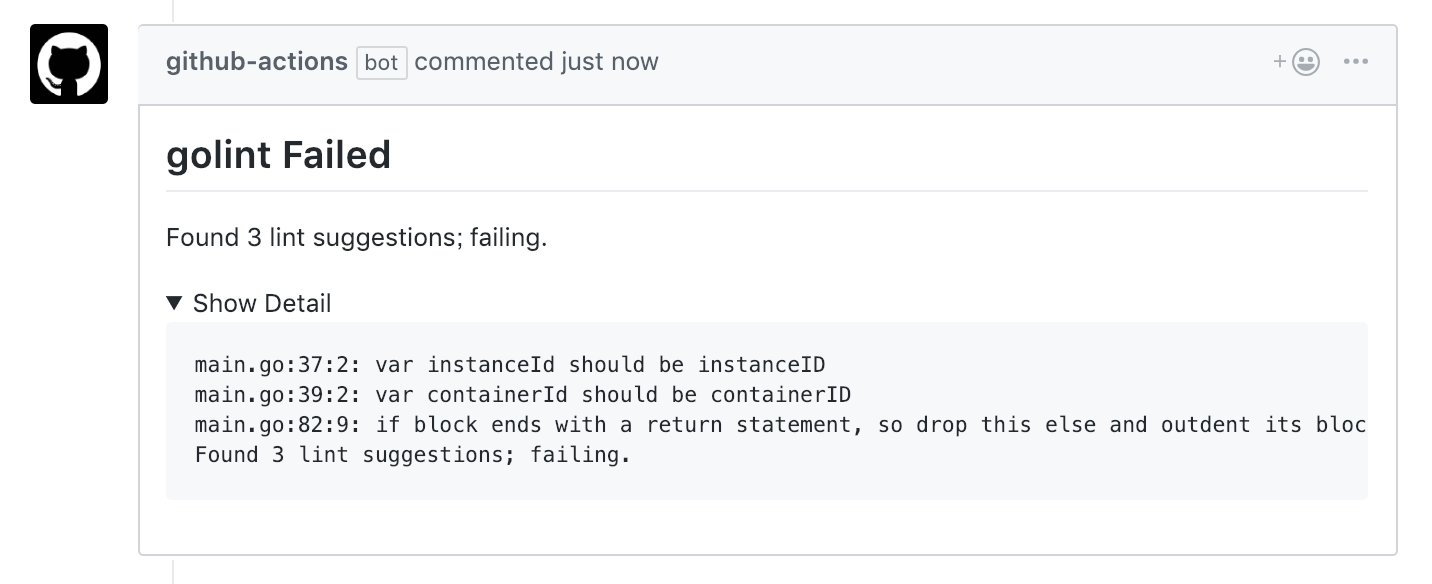 github-actions bot commented just now
golint Failed
Found 3 lint suggestions; failing.
▼ Show Detail
main.go:37:2: var instanceId should be instanceID
main.go:39:2: var containerId should be containerID
main.go:82:9: if block ends with a return statement, so drop this else and outdent its bloc
Found 3 lint suggestions; failing.